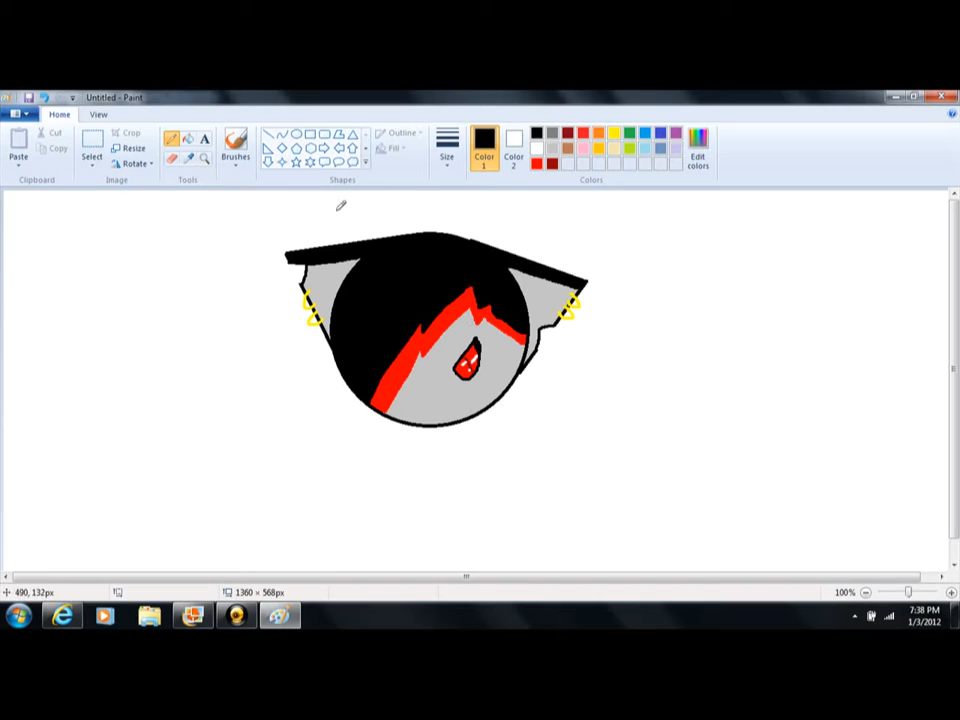 Untitled - Paint
Home View
Paste Cut Copy
Select Crop Resize Rotate
A
Brushes
Outline Fill
Size
Color 1
Color 2
Edit colors
Clipboard Image Tools Shapes Colors
490, 132px 1360 × 568px 100%
7:38 PM
1/3/2012